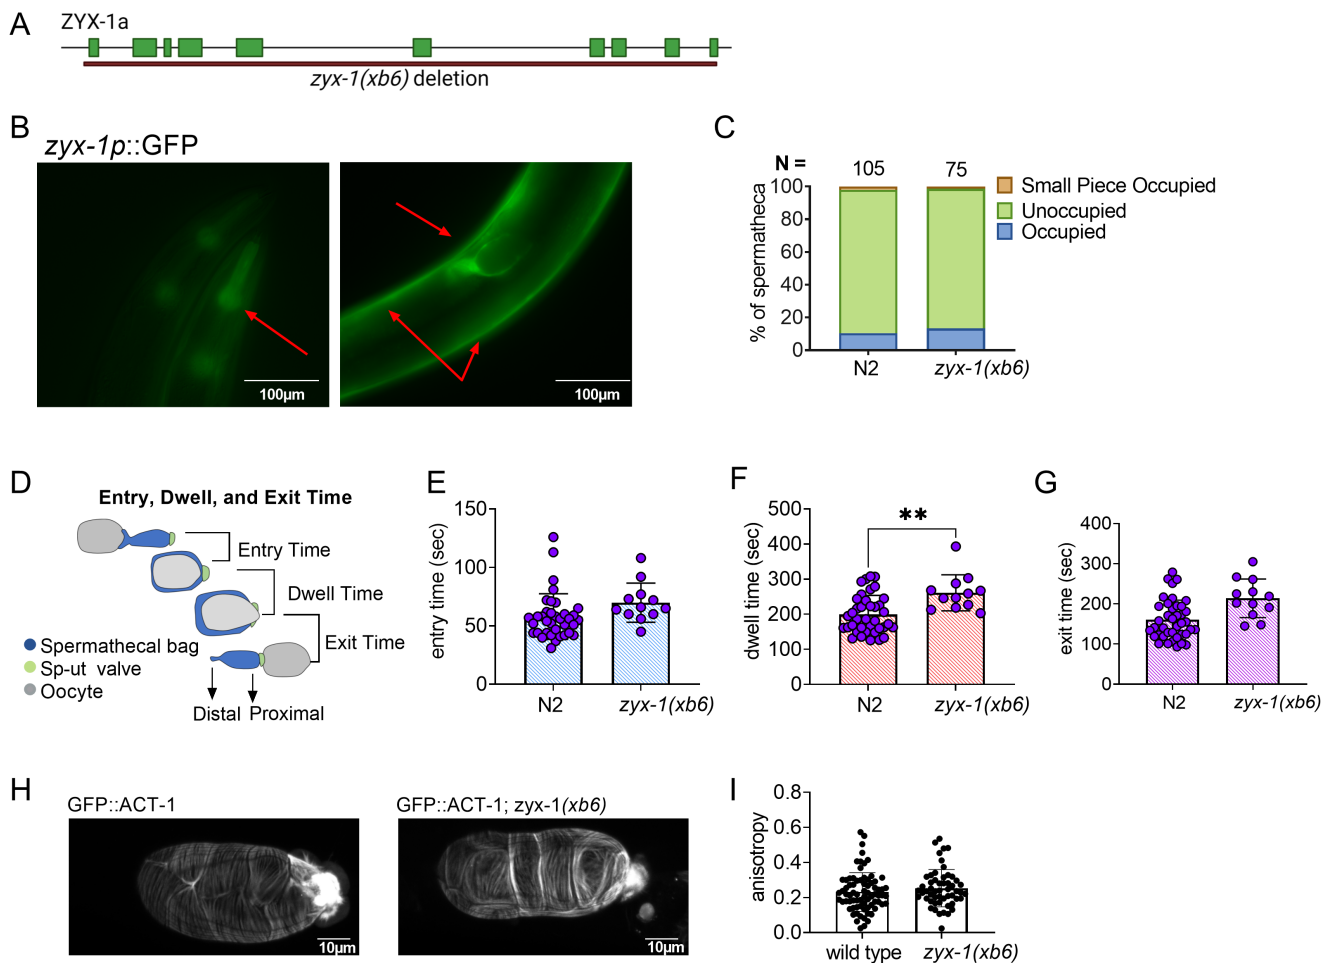 A
ZYX-1a
zyx-1(xb6) deletion
B
zyx-1p::GFP
100µm
100µm
C
N =
105
75
% of spermatheca
100
80
60
40
20
0
N2
zyx-1(xb6)
Small Piece Occupied
Unoccupied
Occupied
D
Entry, Dwell, and Exit Time
Entry Time
Dwell Time
Exit Time
Spermathecal bag
Sp-ut valve
Oocyte
Distal
Proximal
E
entry time (sec)
150
100
50
0
N2
zyx-1(xb6)
F
dwell time (sec)
500
400
300
200
100
0
**
N2
zyx-1(xb6)
G
exit time (sec)
400
300
200
100
0
N2
zyx-1(xb6)
H
GFP::ACT-1
10µm
GFP::ACT-1; zyx-1(xb6)
10µm
I
anisotropy
0.8
0.6
0.4
0.2
0.0
wild type
zyx-1(xb6)